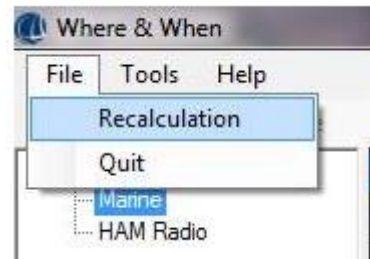 Where & When
File Tools Help
Recalculation
Quit
Marine
HAM Radio